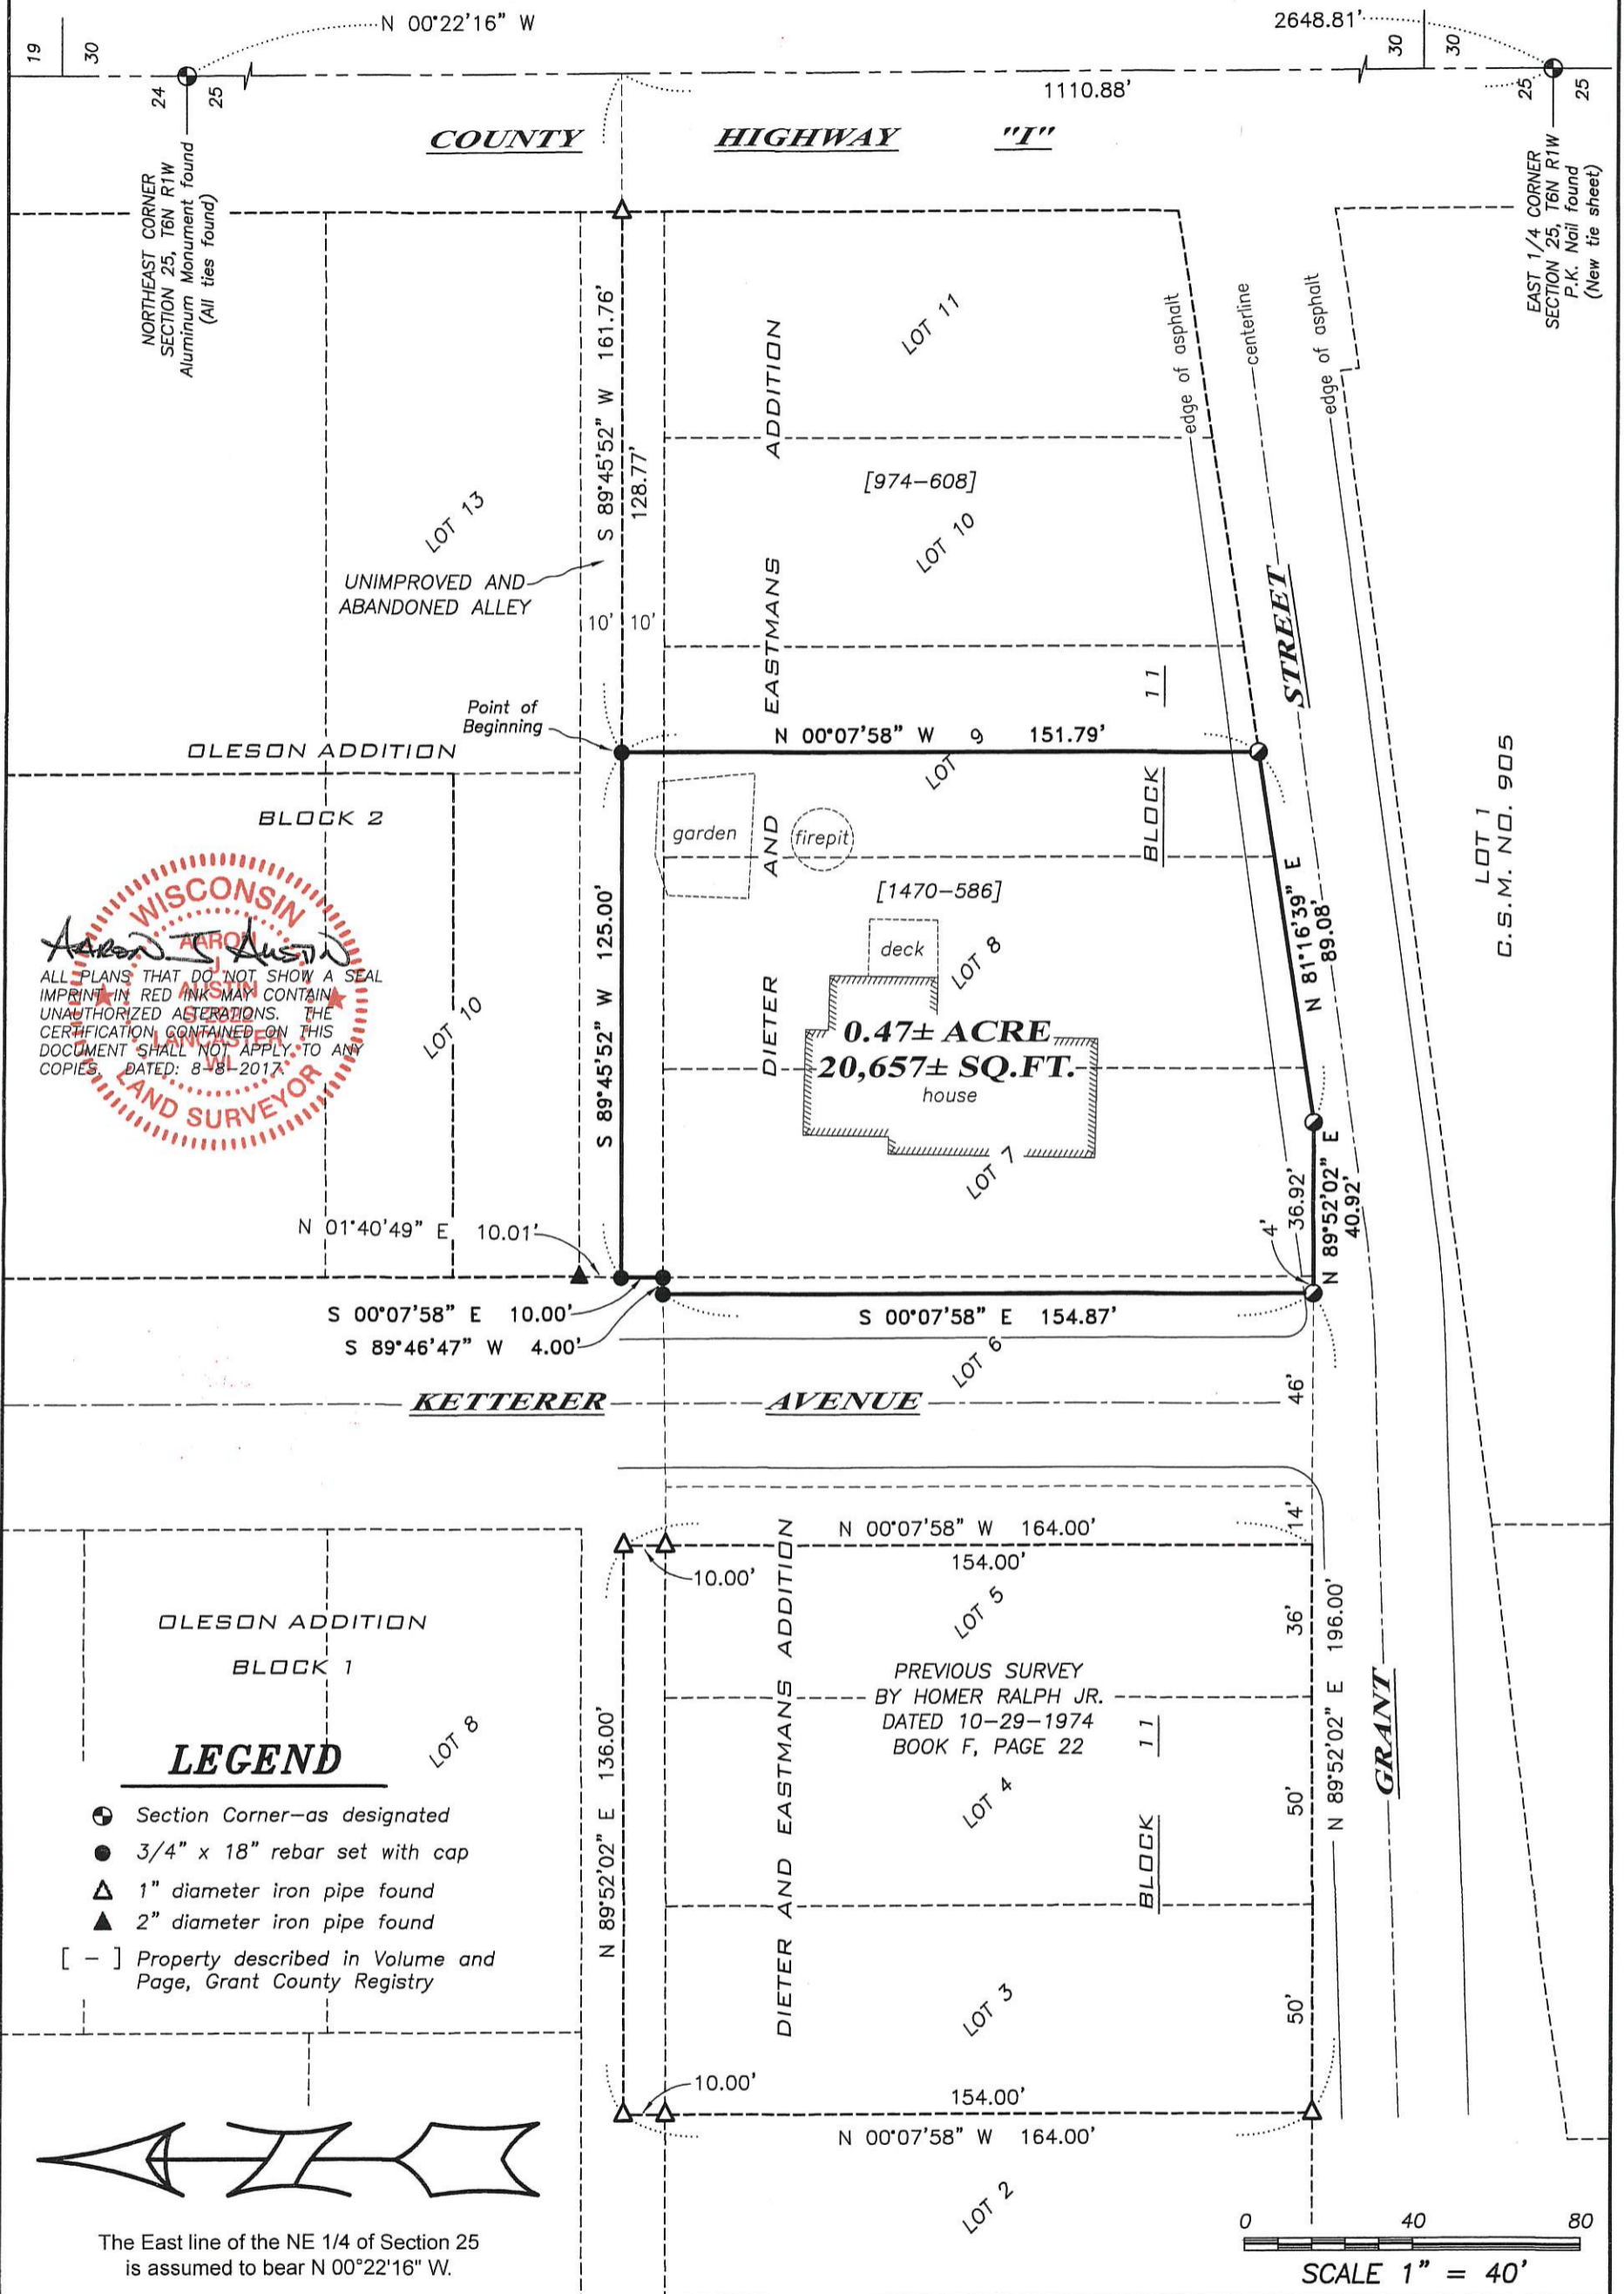 N 00°22'16" W
2648.81'
19
30
24
25
30
30
25
25
1110.88'
COUNTY HIGHWAY "I"
NORTHEAST CORNER
SECTION 25, T6N R1W
Aluminum Monument found
(All ties found)
EAST 1/4 CORNER
SECTION 25, T6N R1W
P.K. Nail found
(New tie sheet)
S 89°45'52" W 161.76'
128.77'
LOT 11
edge of asphalt
centerline
edge of asphalt
LOT 13
[974-608]
LOT 10
UNIMPROVED AND
ABANDONED ALLEY
10'
10'
DIETER AND EASTMANS ADDITION
BLOCK 11
GRANT STREET
Point of
Beginning
N 00°07'58" W 151.79'
LOT 9
OLESON ADDITION
BLOCK 2
garden
firepit
[1470-586]
deck
LOT 8
N 81°16'39" E
89.08'
LOT 1
C.S.M. NO. 905
S 89°45'52" W 125.00'
0.47± ACRE
20,657± SQ.FT.
house
LOT 7
WISCONSIN
AARON
J.
AUSTIN
S-2822
LANCASTER
WI
LAND SURVEYOR
Aaron J Austin
ALL PLANS THAT DO NOT SHOW A SEAL
IMPRINT IN RED INK MAY CONTAIN
UNAUTHORIZED ALTERATIONS. THE
CERTIFICATION CONTAINED ON THIS
DOCUMENT SHALL NOT APPLY TO ANY
COPIES. DATED: 8-8-2017.
LOT 10
N 01°40'49" E 10.01'
4'
36.92'
N 89°52'02" E
40.92'
S 00°07'58" E 10.00'
S 89°46'47" W 4.00'
S 00°07'58" E 154.87'
LOT 6
KETTERER AVENUE
46'
14'
N 00°07'58" W 164.00'
154.00'
10.00'
OLESON ADDITION
BLOCK 1
LOT 8
DIETER AND EASTMANS ADDITION
LOT 5
36'
N 89°52'02" E 196.00'
PREVIOUS SURVEY
BY HOMER RALPH JR.
DATED 10-29-1974
BOOK F, PAGE 22
BLOCK 11
N 89°52'02" E 136.00'
LOT 4
50'
LOT 3
50'
LEGEND
Section Corner-as designated
3/4" x 18" rebar set with cap
1" diameter iron pipe found
2" diameter iron pipe found
[ - ] Property described in Volume and
Page, Grant County Registry
10.00'
154.00'
N 00°07'58" W 164.00'
LOT 2
The East line of the NE 1/4 of Section 25
is assumed to bear N 00°22'16" W.
0 40 80
SCALE 1" = 40'